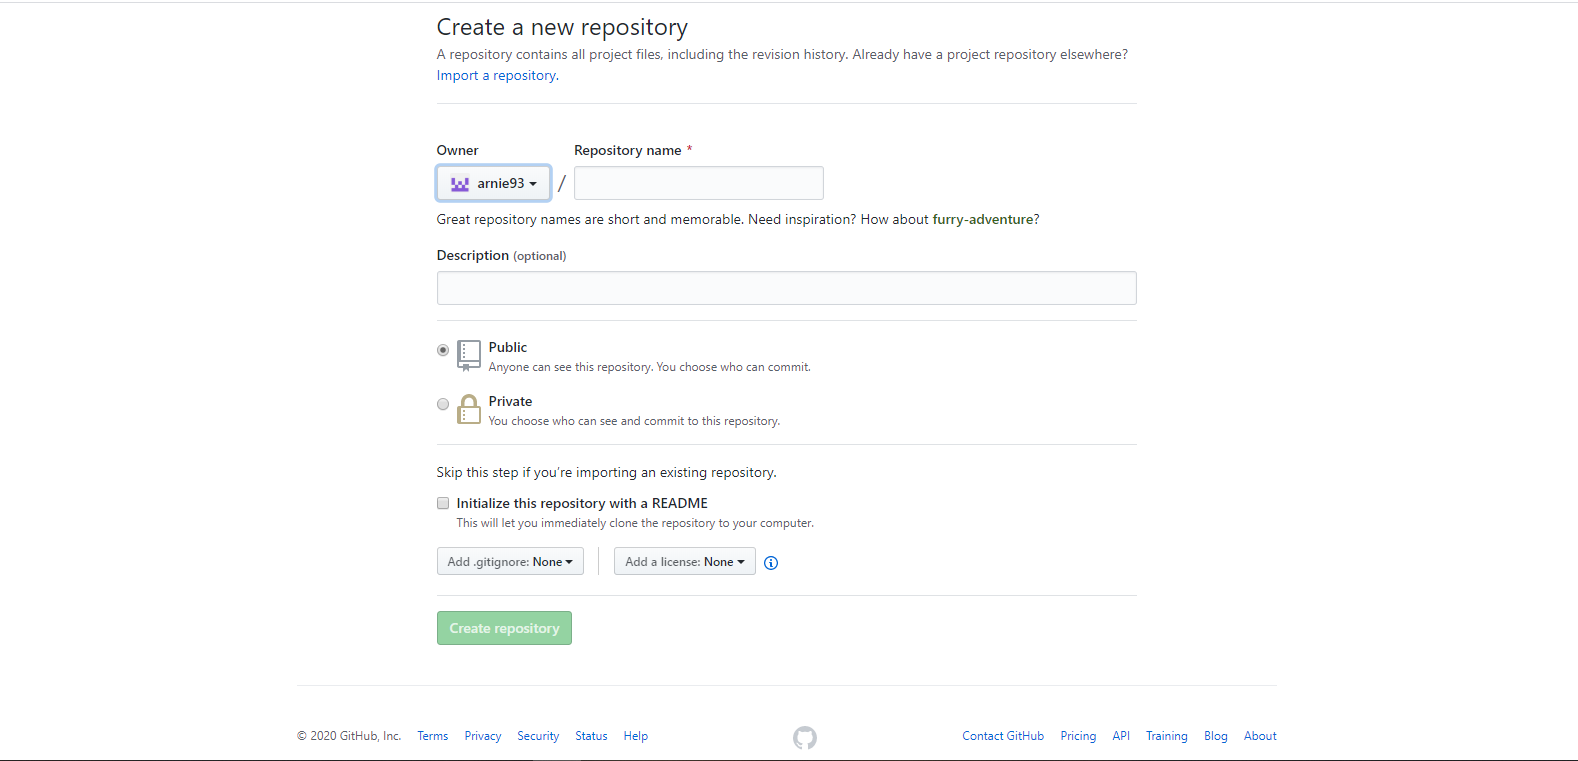 Create a new repository
A repository contains all project files, including the revision history. Already have a project repository elsewhere?
Import a repository.
Owner Repository name *
arnie93 /
Great repository names are short and memorable. Need inspiration? How about furry-adventure?
Description (optional)
Public
Anyone can see this repository. You choose who can commit.
Private
You choose who can see and commit to this repository.
Skip this step if you're importing an existing repository.
Initialize this repository with a README
This will let you immediately clone the repository to your computer.
Add .gitignore: None Add a license: None
Create repository
© 2020 GitHub, Inc. Terms Privacy Security Status Help Contact GitHub Pricing API Training Blog About